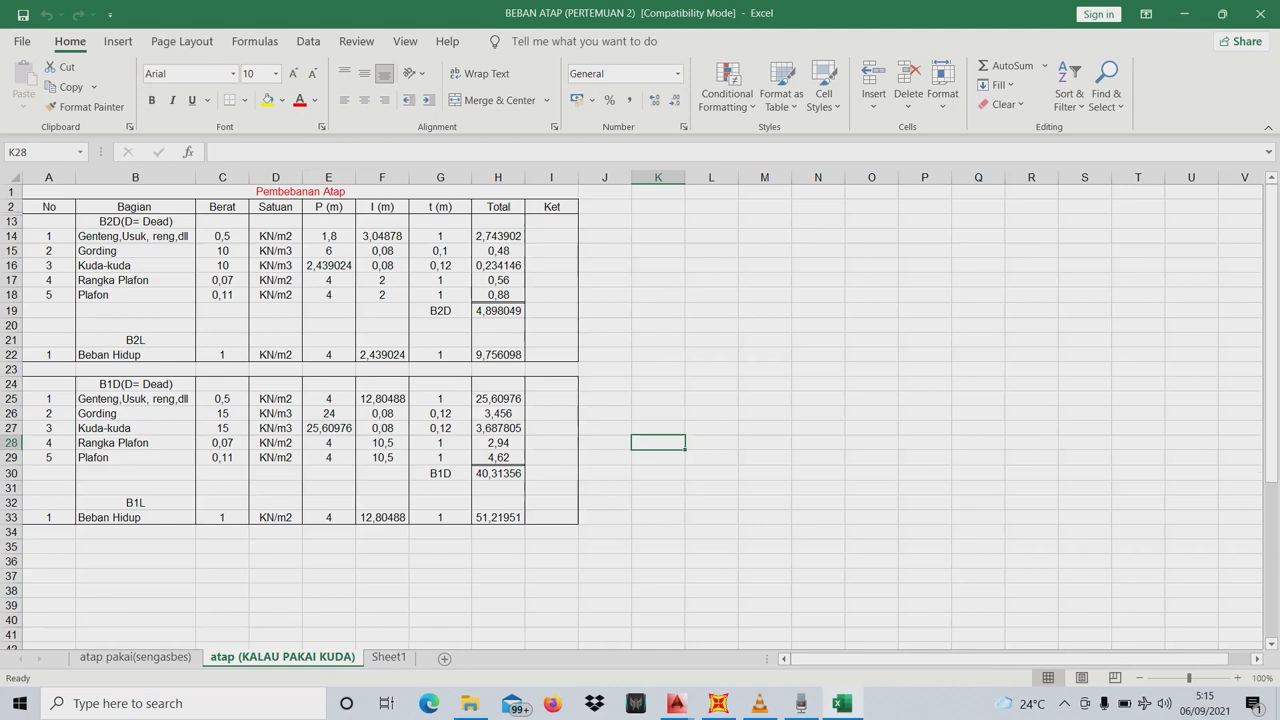 BEBAN ATAP (PERTEMUAN 2)  [Compatibility Mode]  -  Excel
Sign in
File Home Insert Page Layout Formulas Data Review View Help Tell me what you want to do Share
Paste
Cut
Copy
Format Painter
Clipboard
Arial 10
B I U
Font
Wrap Text
Merge & Center
Alignment
General
Number
Conditional Formatting
Format as Table
Cell Styles
Styles
Insert
Delete
Format
Cells
AutoSum
Fill
Clear
Sort & Filter
Find & Select
Editing
K28
fx
A B C D E F G H I J K L M N O P Q R S T U V
1 Pembebanan Atap
2 No Bagian Berat Satuan P (m) l (m) t (m) Total Ket
13 B2D(D= Dead)
14 1 Genteng,Usuk, reng,dll 0,5 KN/m2 1,8 3,04878 1 2,743902
15 2 Gording 10 KN/m3 6 0,08 0,1 0,48
16 3 Kuda-kuda 10 KN/m3 2,439024 0,08 0,12 0,234146
17 4 Rangka Plafon 0,07 KN/m2 4 2 1 0,56
18 5 Plafon 0,11 KN/m2 4 2 1 0,88
19 B2D 4,898049
20
21 B2L
22 1 Beban Hidup 1 KN/m2 4 2,439024 1 9,756098
23
24 B1D(D= Dead)
25 1 Genteng,Usuk, reng,dll 0,5 KN/m2 4 12,80488 1 25,60976
26 2 Gording 15 KN/m3 24 0,08 0,12 3,456
27 3 Kuda-kuda 15 KN/m3 25,60976 0,08 0,12 3,687805
28 4 Rangka Plafon 0,07 KN/m2 4 10,5 1 2,94
29 5 Plafon 0,11 KN/m2 4 10,5 1 4,62
30 B1D 40,31356
31
32 B1L
33 1 Beban Hidup 1 KN/m2 4 12,80488 1 51,21951
34
35
36
37
38
39
40
41
atap pakai(sengasbes) atap (KALAU PAKAI KUDA) Sheet1
Ready
100%
Type here to search
99+
24°C
5:15
06/09/2021
1